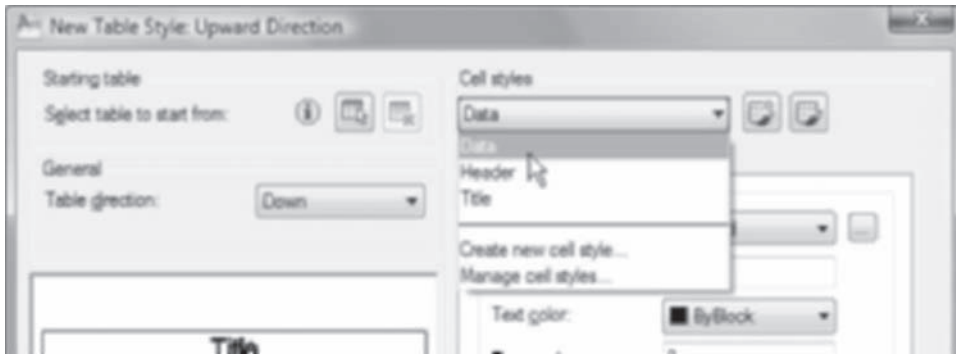 New Table Style: Upward Direction
Starting table
Select table to start from:
General
Table direction:
Down
Title
Cell styles
Data
Data
Header
Title
Create new cell style...
Manage cell styles...
Text color:
ByBlock